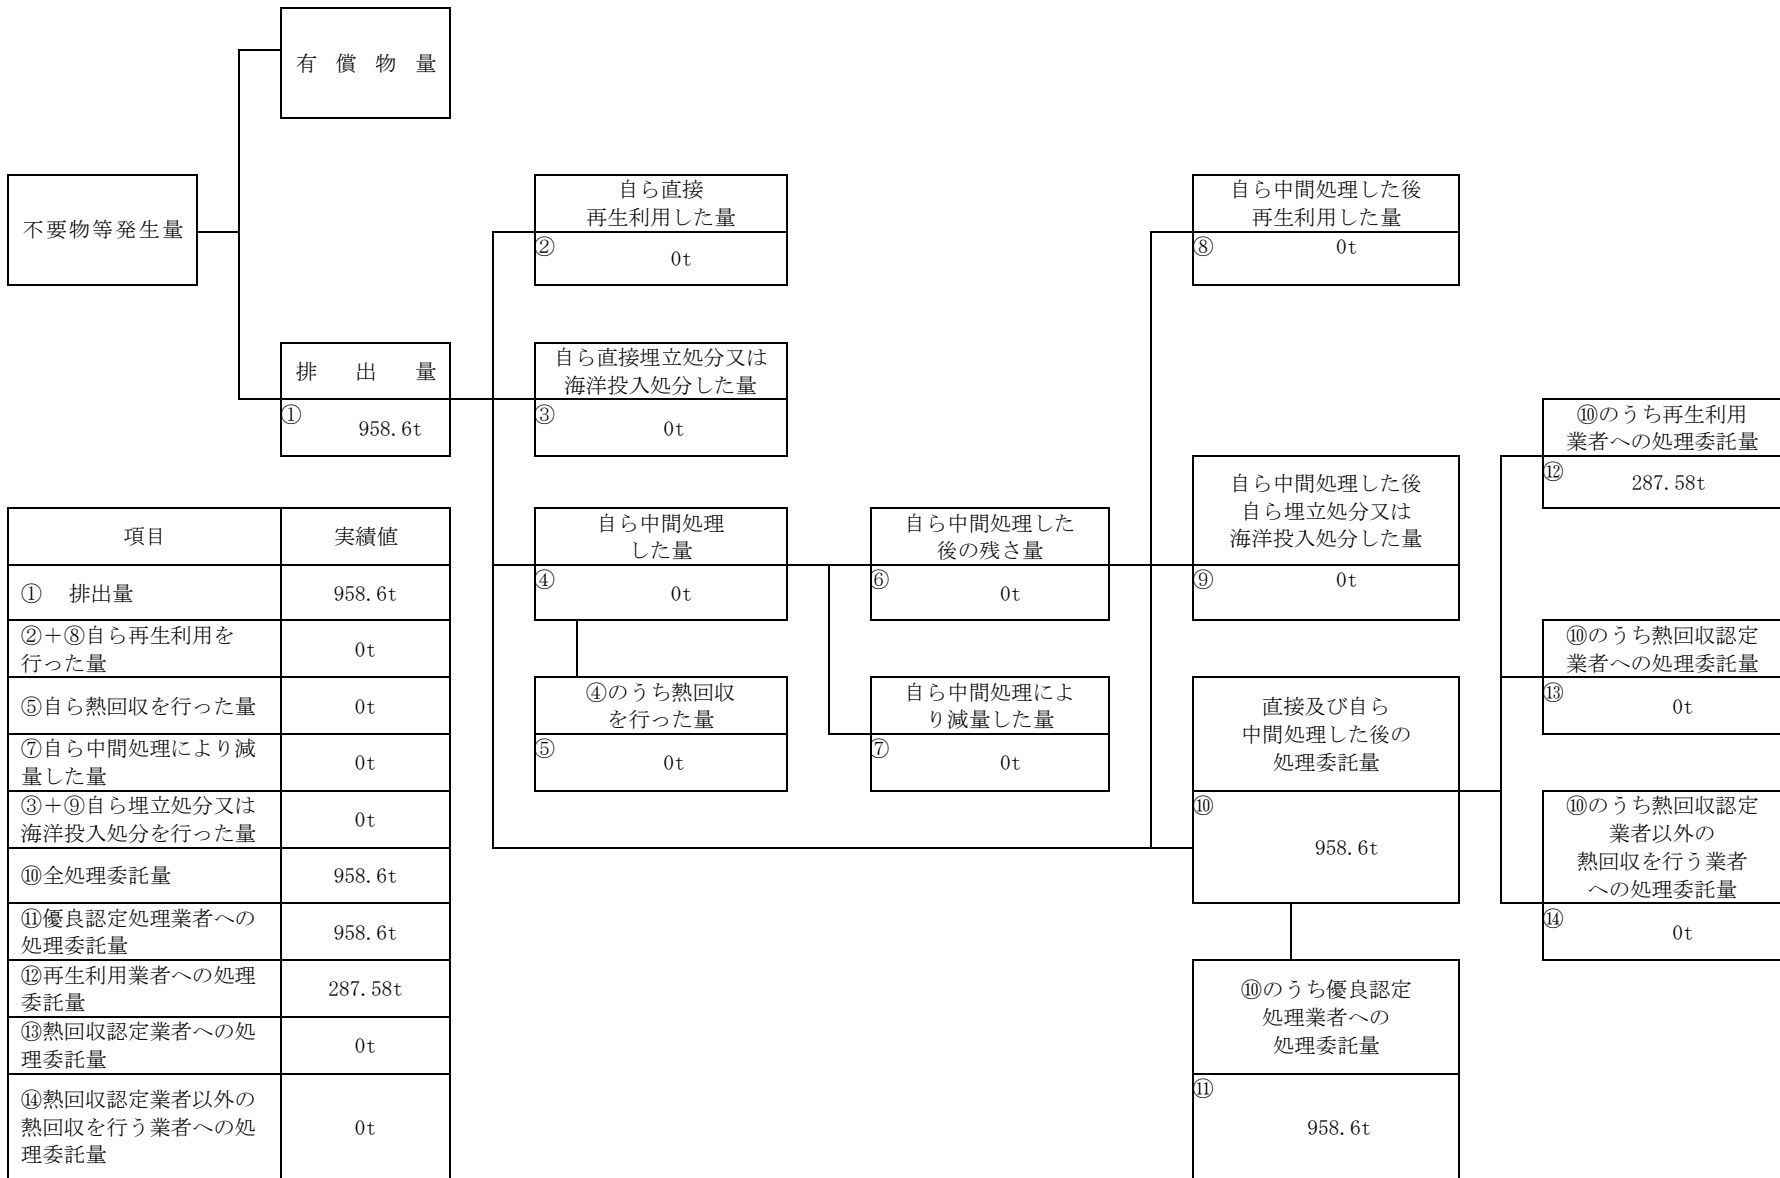 有償物量
不要物等発生量
自ら直接
再生利用した量
②
0t
自ら中間処理した後
再生利用した量
⑧
0t
排出量
①
958.6t
自ら直接埋立処分又は
海洋投入処分した量
③
0t
⑩のうち再生利用
業者への処理委託量
⑫
287.58t
自ら中間処理
した量
④
0t
自ら中間処理した
後の残さ量
⑥
0t
自ら中間処理した後
自ら埋立処分又は
海洋投入処分した量
⑨
0t
⑩のうち熱回収認定
業者への処理委託量
⑬
0t
④のうち熱回収
を行った量
⑤
0t
自ら中間処理によ
り減量した量
⑦
0t
直接及び自ら
中間処理した後の
処理委託量
⑩
958.6t
⑩のうち熱回収認定
業者以外の
熱回収を行う業者
への処理委託量
⑭
0t
⑩のうち優良認定
処理業者への
処理委託量
⑪
958.6t
項目 実績値
① 排出量 958.6t
②＋⑧自ら再生利用を
行った量
0t
⑤自ら熱回収を行った量 0t
⑦自ら中間処理により減
量した量
0t
③＋⑨自ら埋立処分又は
海洋投入処分を行った量
0t
⑩全処理委託量 958.6t
⑪優良認定処理業者への
処理委託量
958.6t
⑫再生利用業者への処理
委託量
287.58t
⑬熱回収認定業者への処
理委託量
0t
⑭熱回収認定業者以外の
熱回収を行う業者への処
理委託量
0t